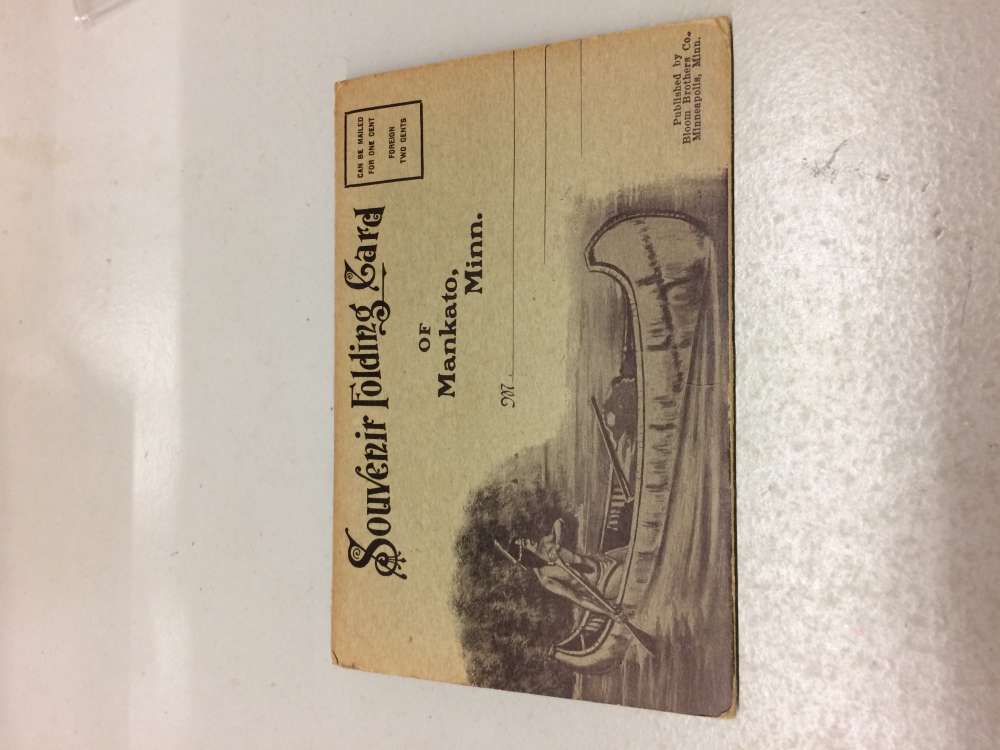 Souvenir Folding Card
CAN BE MAILED
FOR ONE CENT
FOREIGN
TWO CENTS
OF
Mankato,
Minn.
M
Published by
Bloom Brothers Co.
Minneapolis, Minn.